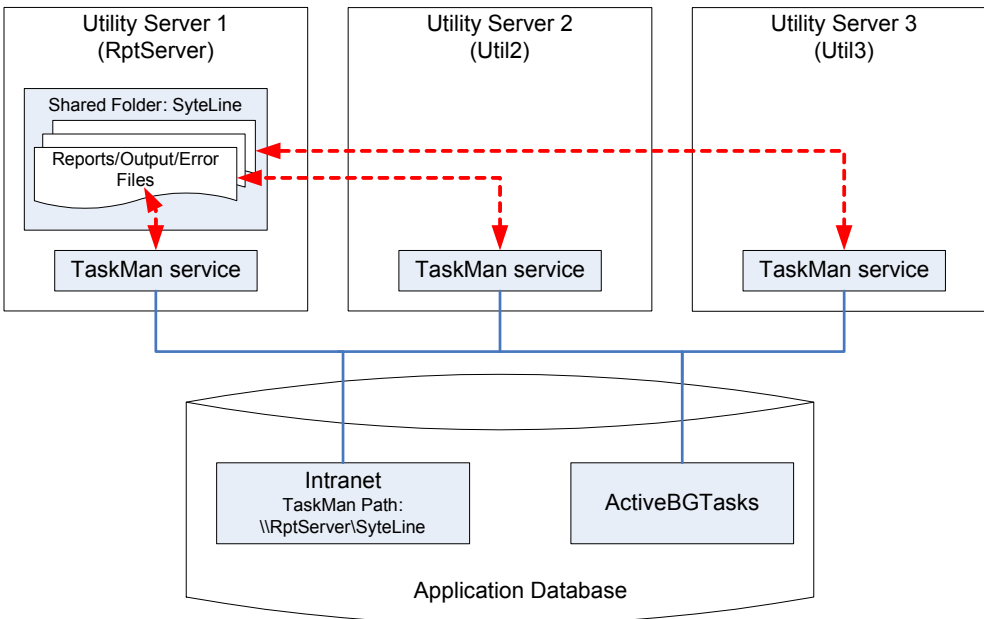 Utility Server 1
(RptServer)
Utility Server 2
(Util2)
Utility Server 3
(Util3)
Shared Folder: SyteLine
Reports/Output/Error
Files
TaskMan service
TaskMan service
TaskMan service
Intranet
TaskMan Path:
\\RptServer\SyteLine
ActiveBGTasks
Application Database